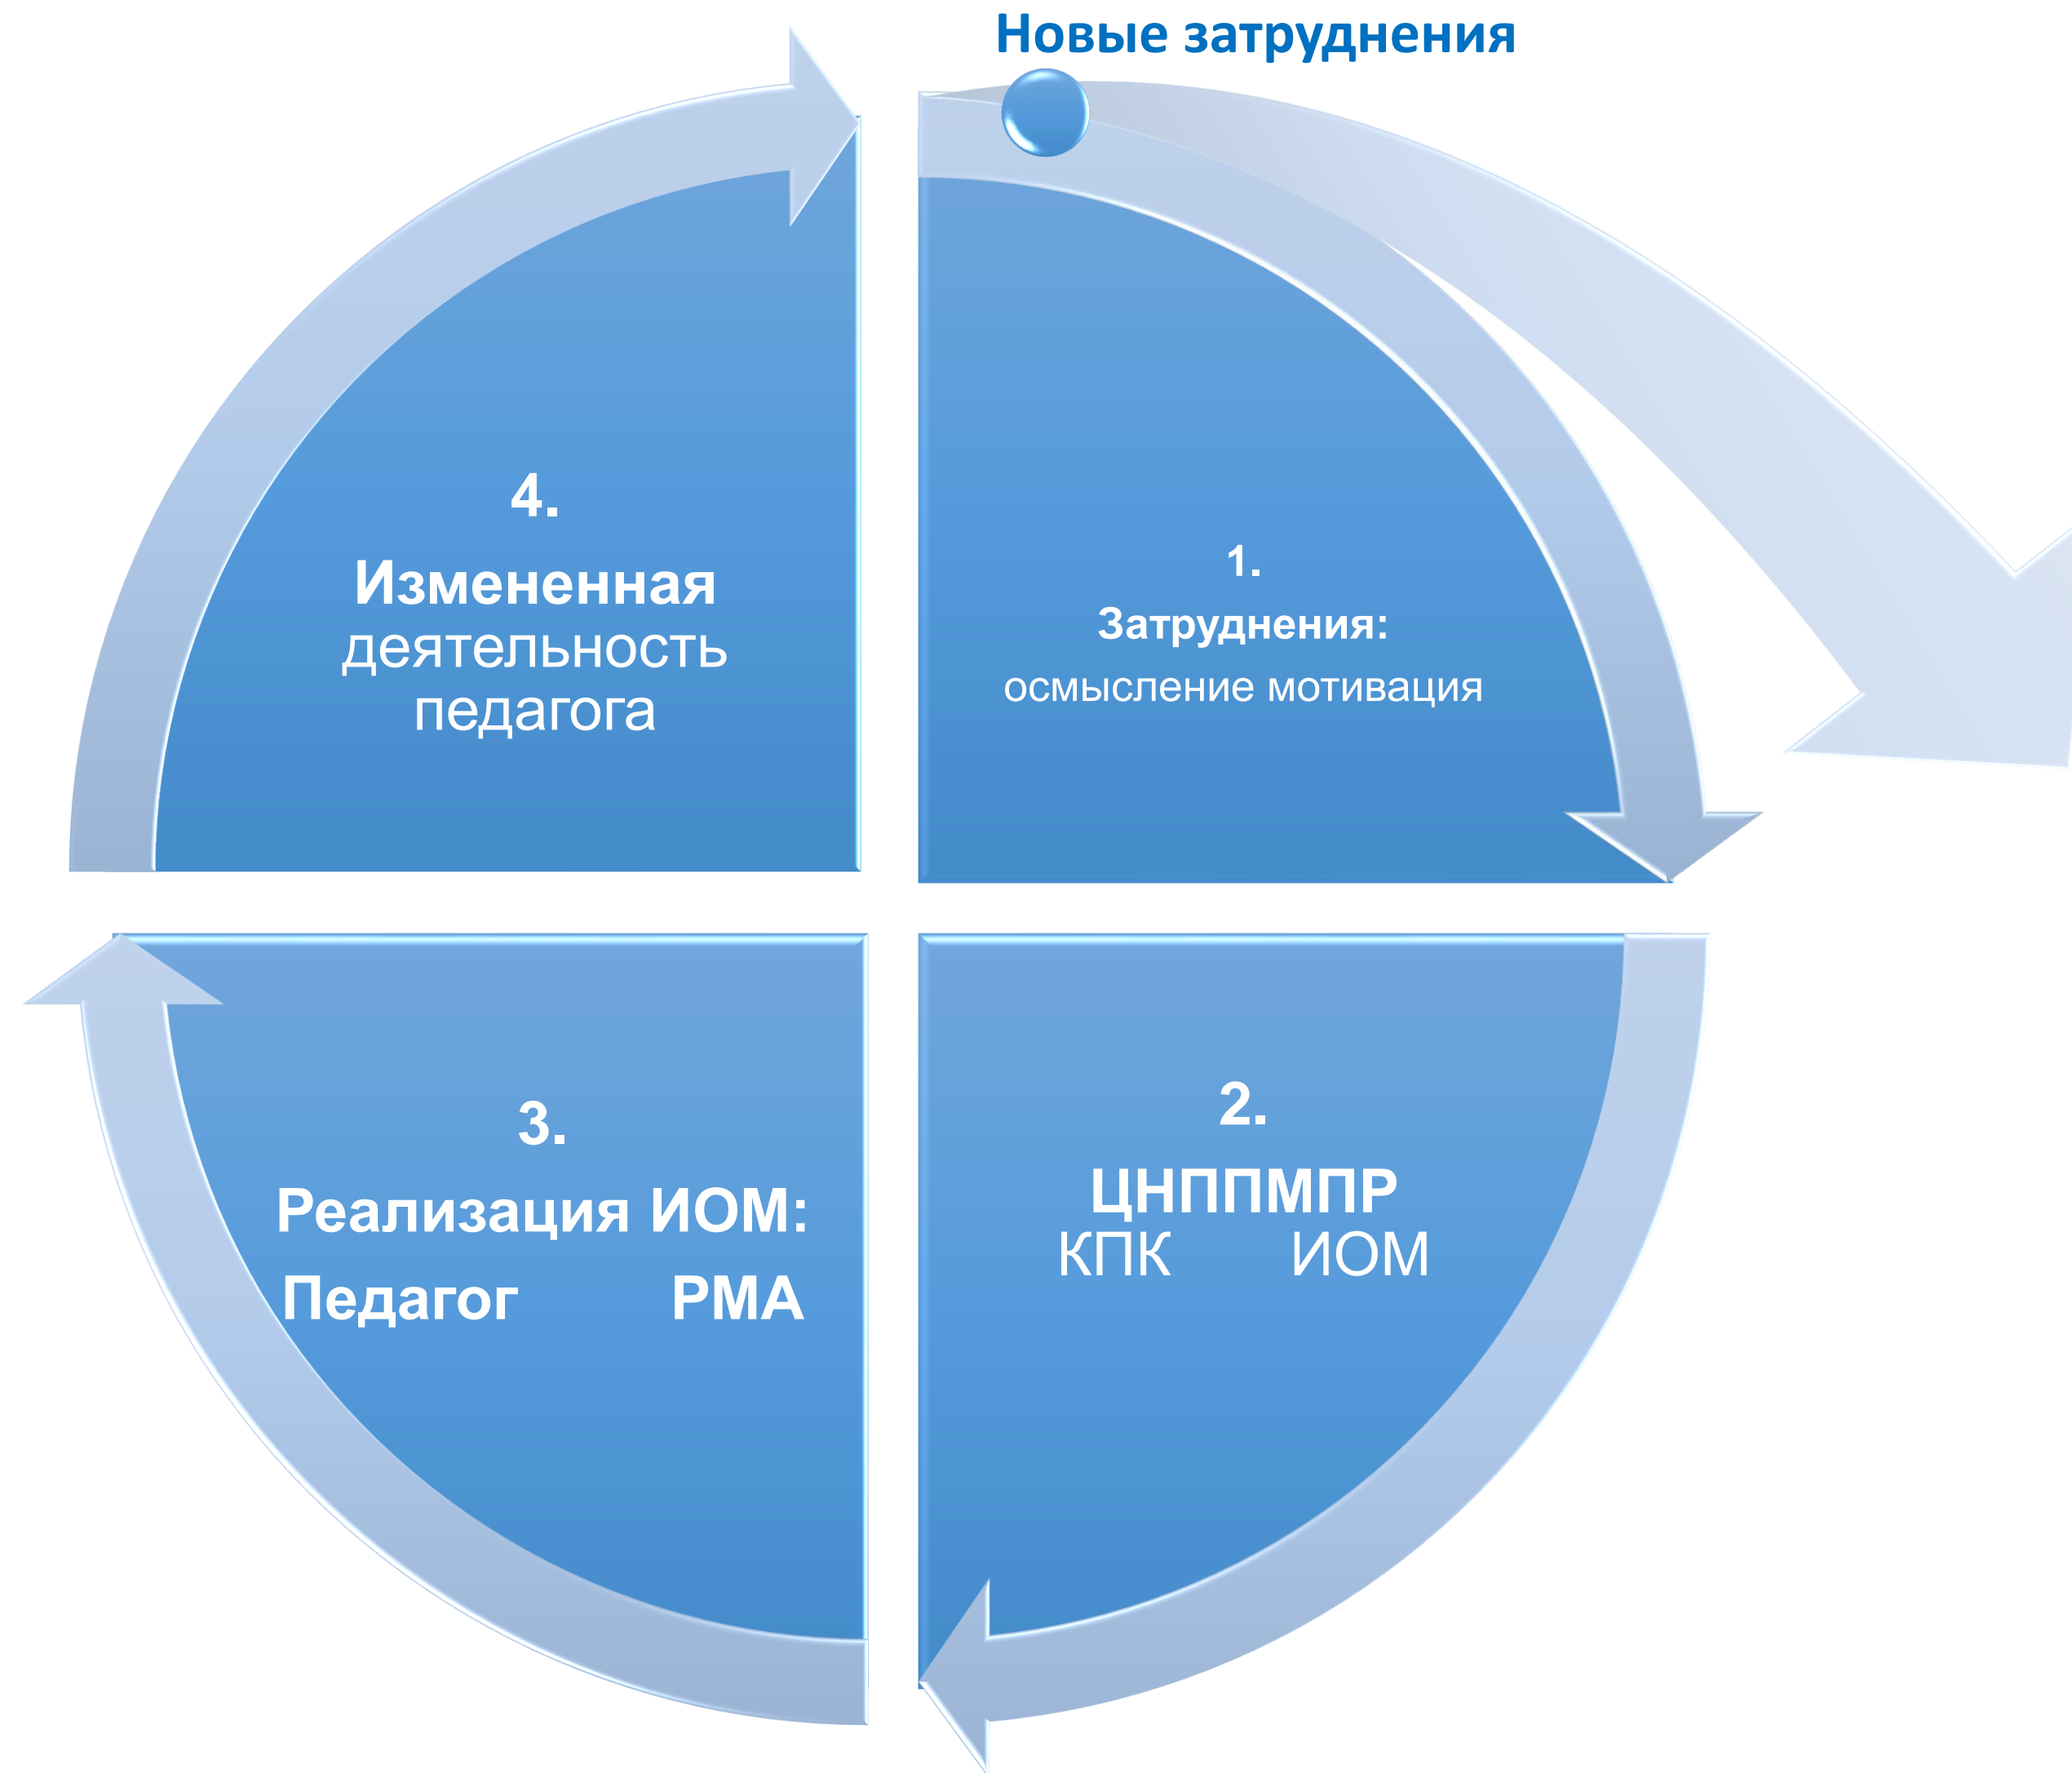 Новые затруднения
4.
Измененная
деятельность
педагога
1.
Затруднения:
осмысление мотивация
3.
Реализация ИОМ:
Педагог РМА
2.
ЦНППМПР
КПК ИОМ